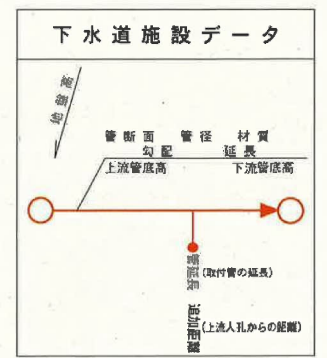 下水道施設データ
地盤高
管断面 管径 材質
勾配 延長
上流管底高 下流管底高
管延長 (取付管の延長)
追加距離 (上流人孔からの距離)